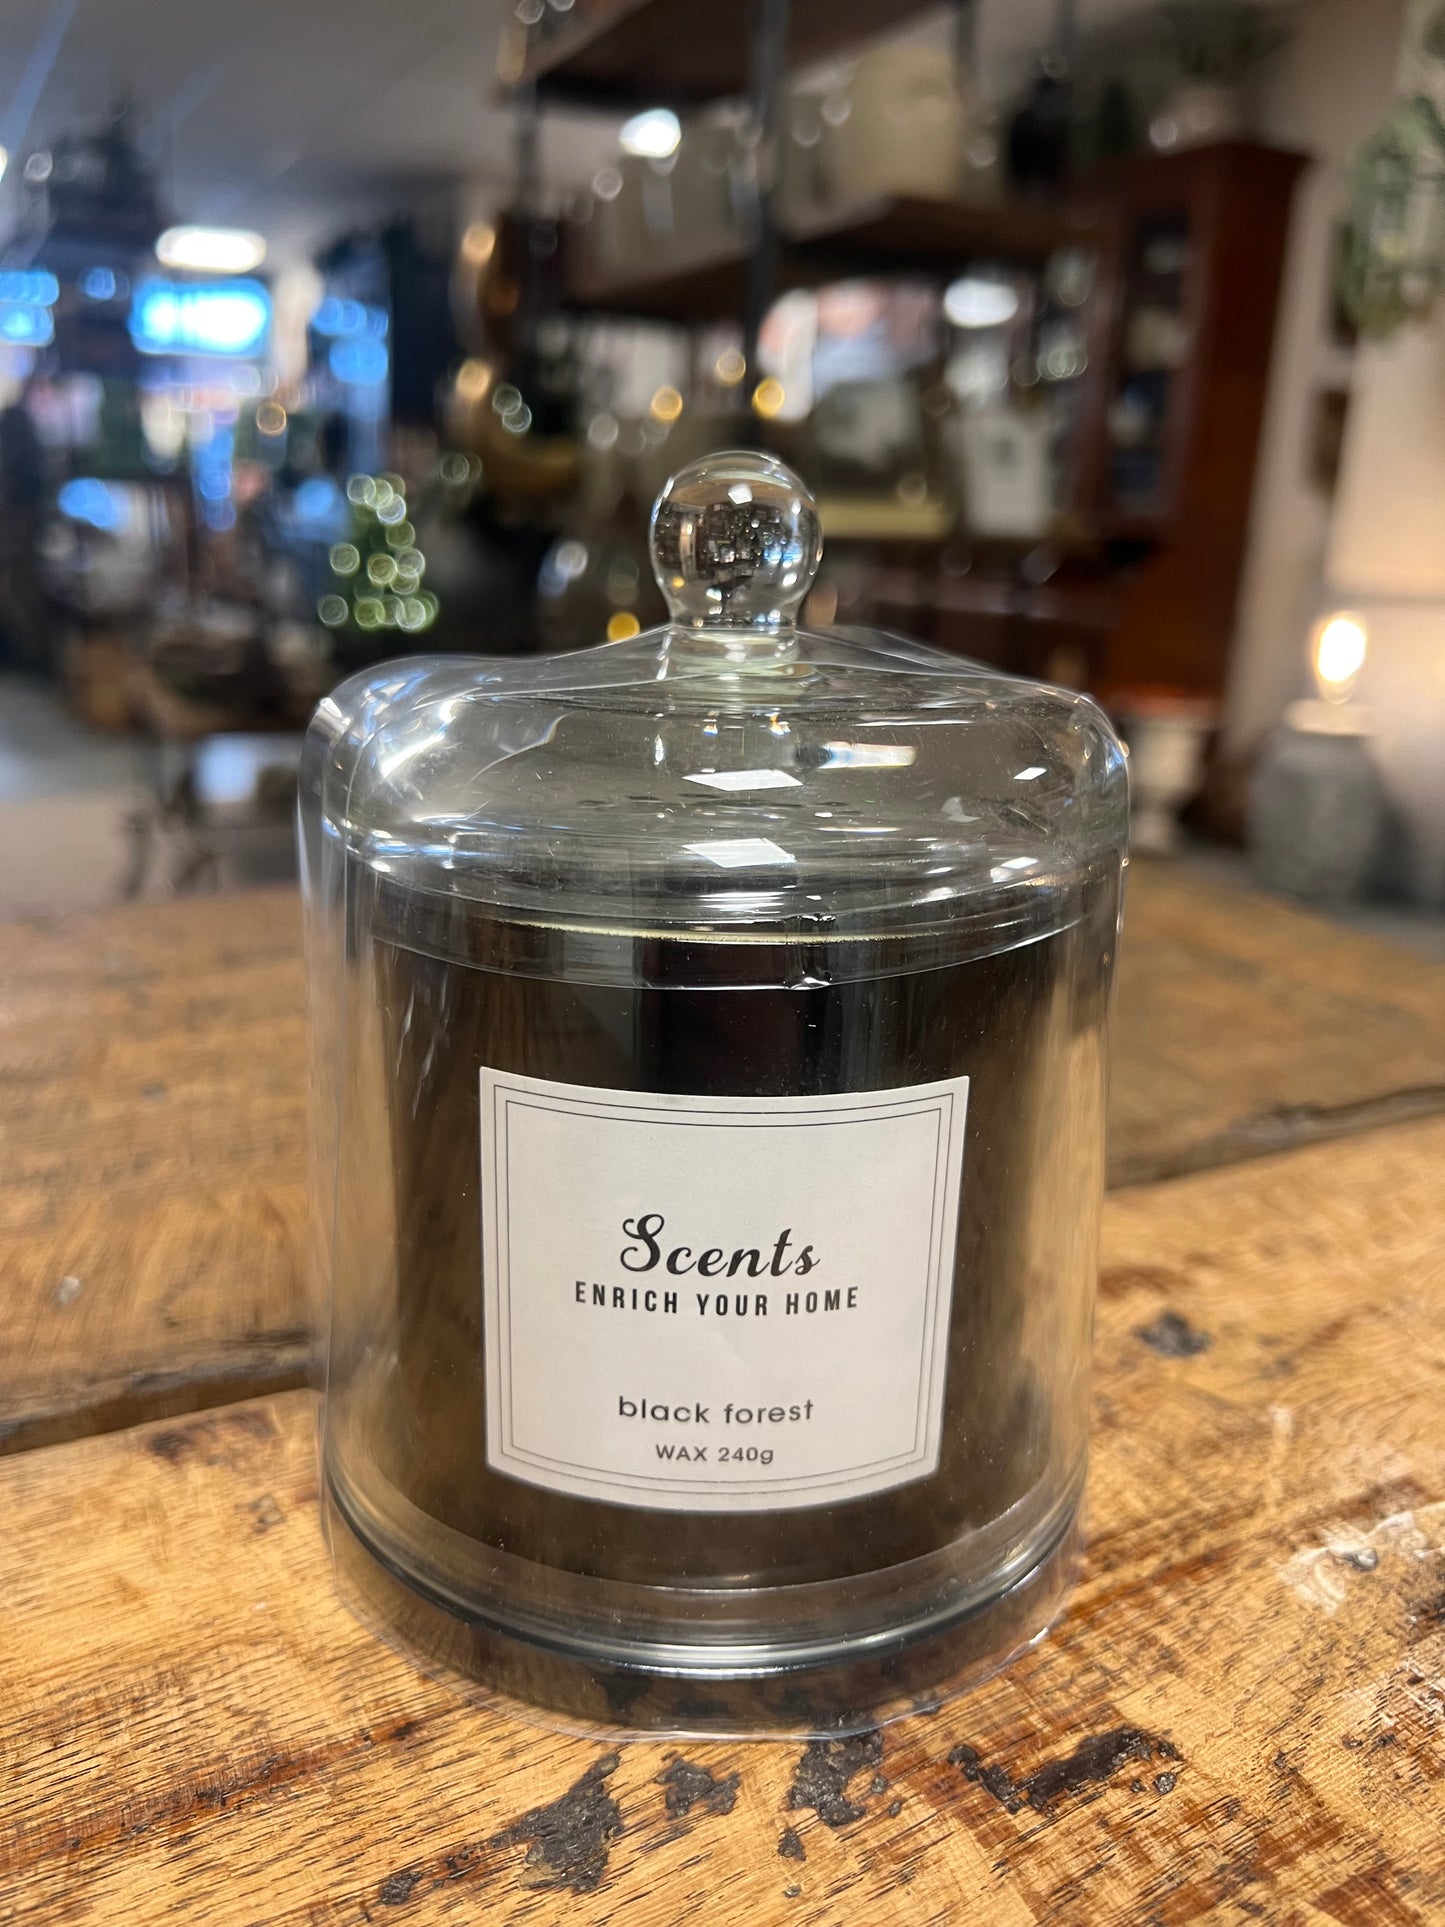 Scents
ENRICH YOUR HOME
black forest
WAX 240g